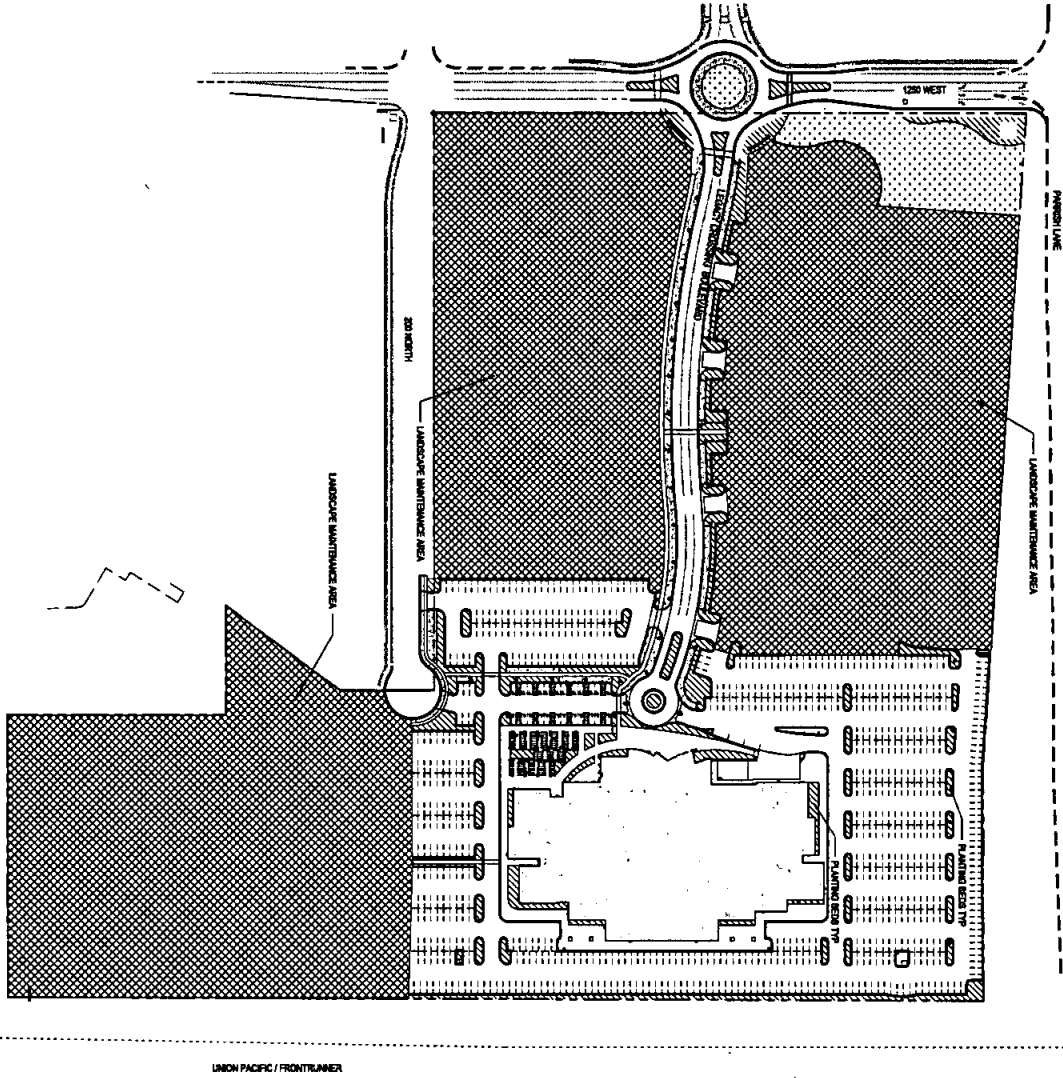 1250 WEST
PARRISH LANE
LEGACY CROSSING BOULEVARD
200 NORTH
LANDSCAPE MAINTENANCE AREA
LANDSCAPE MAINTENANCE AREA
LANDSCAPE MAINTENANCE AREA
PLANTING BEDS TYP
PLANTING BEDS TYP
UNION PACIFIC / FRONTRUNNER